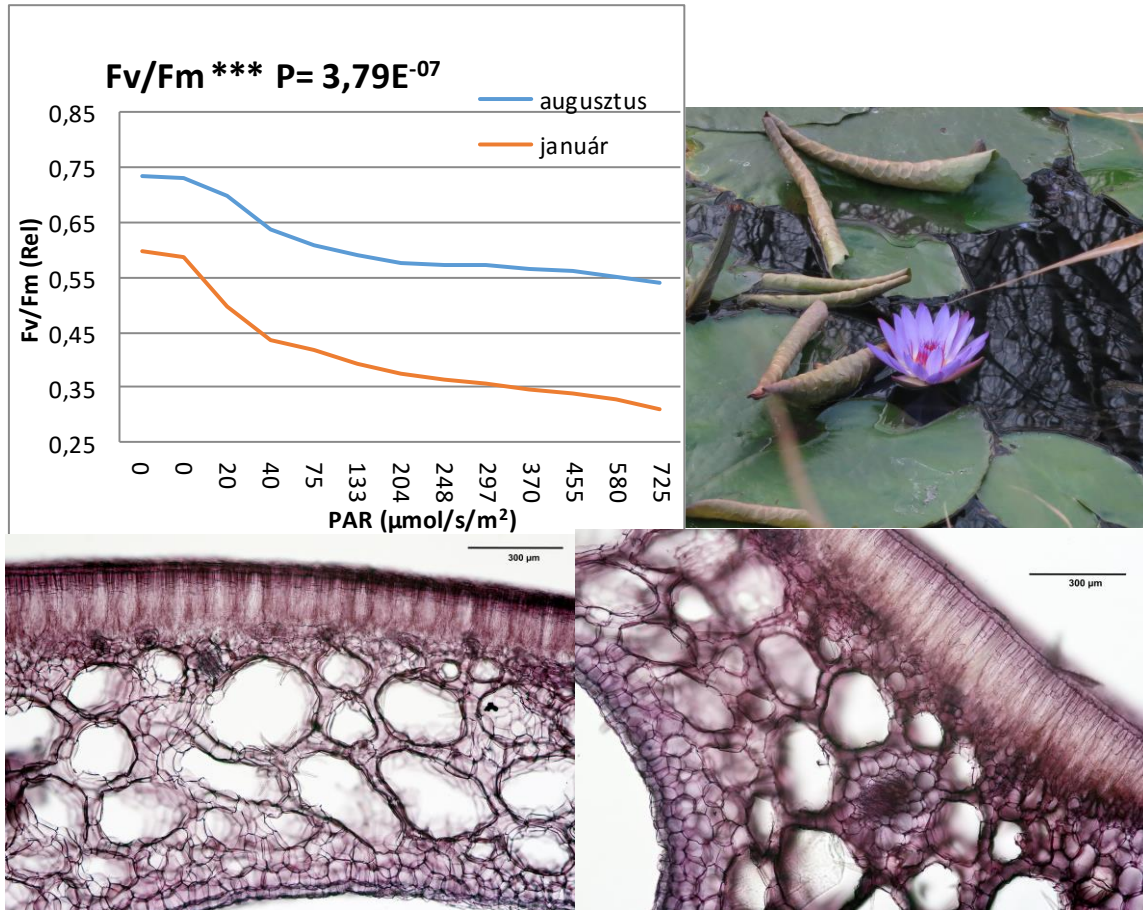 Fv/Fm *** P= 3,79E-07
augusztus
január
Fv/Fm (Rel)
0,85
0,75
0,65
0,55
0,45
0,35
0,25
0 0 20 40 75 133 204 248 297 370 455 580 725
PAR (µmol/s/m²)
300 µm
300 µm